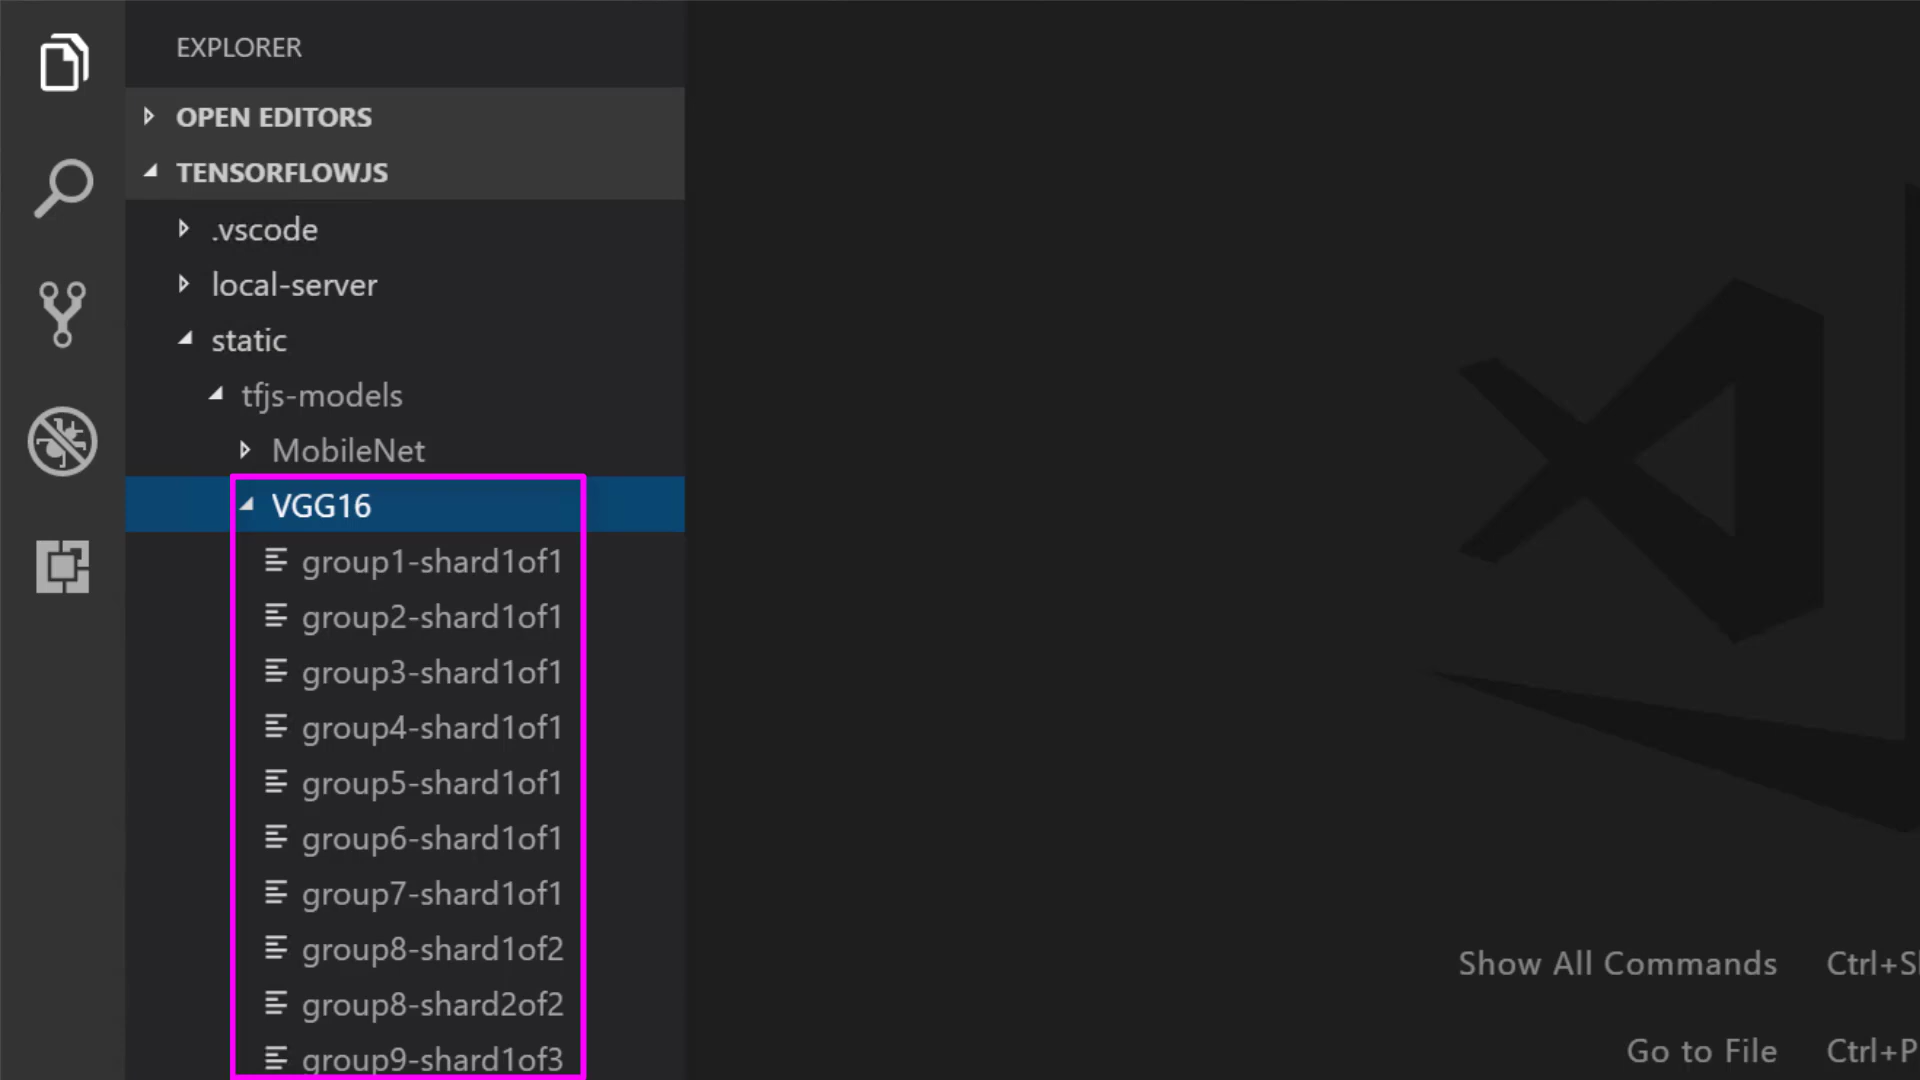 EXPLORER
OPEN EDITORS
TENSORFLOWJS
.vscode
local-server
static
tfjs-models
MobileNet
VGG16
group1-shard1of1
group2-shard1of1
group3-shard1of1
group4-shard1of1
group5-shard1of1
group6-shard1of1
group7-shard1of1
group8-shard1of2
group8-shard2of2
group9-shard1of3
Show All Commands Ctrl+S
Go to File Ctrl+P